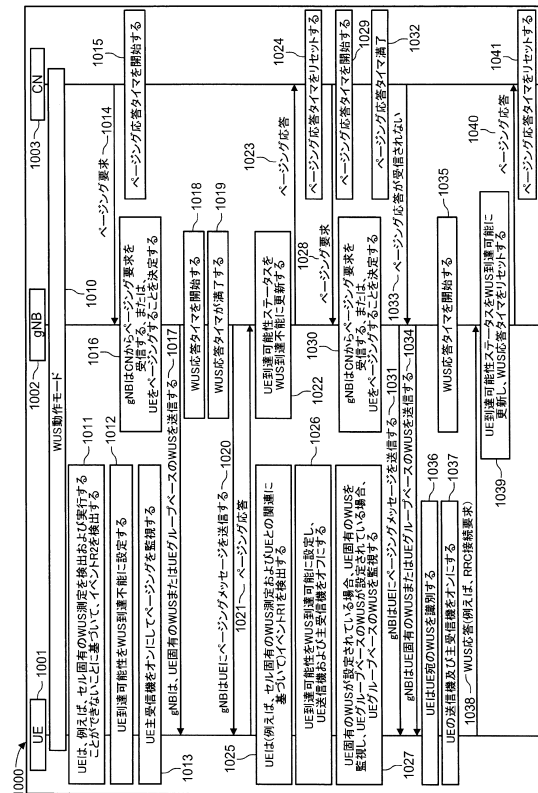 1000
UE
1001
gNB
1002
CN
1003
WUS動作モード
1010
UEは、例えば、セル固有のWUS測定を検出および実行する
ことができないことに基づいて、イベントR2を検出する
1011
UE到達可能性をWUS到達不能に設定する
1012
UE主受信機をオンにしてページングを監視する
1013
ページング要求
1014
ページング応答タイマを開始する
1015
1016
gNBはCNからページング要求を
受信する、または、
UEをページングすることを決定する
gNBは、UE固有のWUSまたはUEグループベースのWUSを送信する
1017
WUS応答タイマを開始する
1018
WUS応答タイマが満了する
1019
gNBはUEにページングメッセージを送信する
1020
1021
ページング応答
UE到達可能性ステータスを
WUS到達不能に更新する
1022
1023
ページング応答
ページング応答タイマをリセットする
1024
1025
UEは(例えば、セル固有のWUS測定およびUEとの関連に
基づいて)イベントR1を検出する
UE到達可能性をWUS到達可能に設定し、
UE送信機および主受信機をオフにする
1026
UE固有のWUSが設定されている場合、UE固有のWUSを
監視し、UEグループベースのWUSが設定されている場合、
UEグループベースのWUSを監視する
1027
1028
ページング要求
ページング応答タイマを開始する
1029
1030
gNBはCNからページング要求を
受信する、または、
UEをページングすることを決定する
gNBはUEにページングメッセージを送信する
1031
ページング応答タイマ満了
1032
1033
ページング応答が受信されない
gNBはUE固有のWUSまたはUEグループベースのWUSを送信する
1034
WUS応答タイマを開始する
1035
UEはUE宛のWUSを識別する
1036
UEの送信機及び主受信機をオンにする
1037
1038
WUS応答(例えば、RRC接続要求)
UE到達可能性ステータスをWUS到達可能に
更新し、WUS応答タイマをリセットする
1039
1040
ページング応答
ページング応答タイマをリセットする
1041